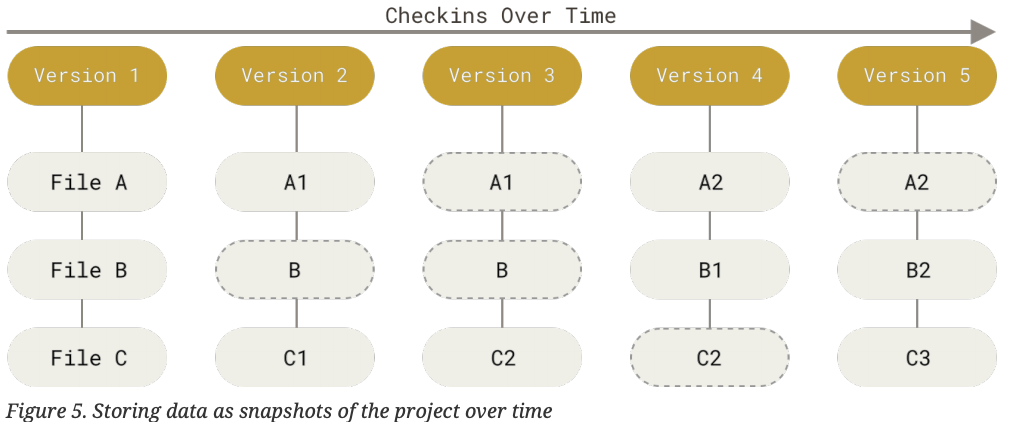 Checkins Over Time
Version 1 Version 2 Version 3 Version 4 Version 5
File A A1 A1 A2 A2
File B B B B1 B2
File C C1 C2 C2 C3
Figure 5. Storing data as snapshots of the project over time